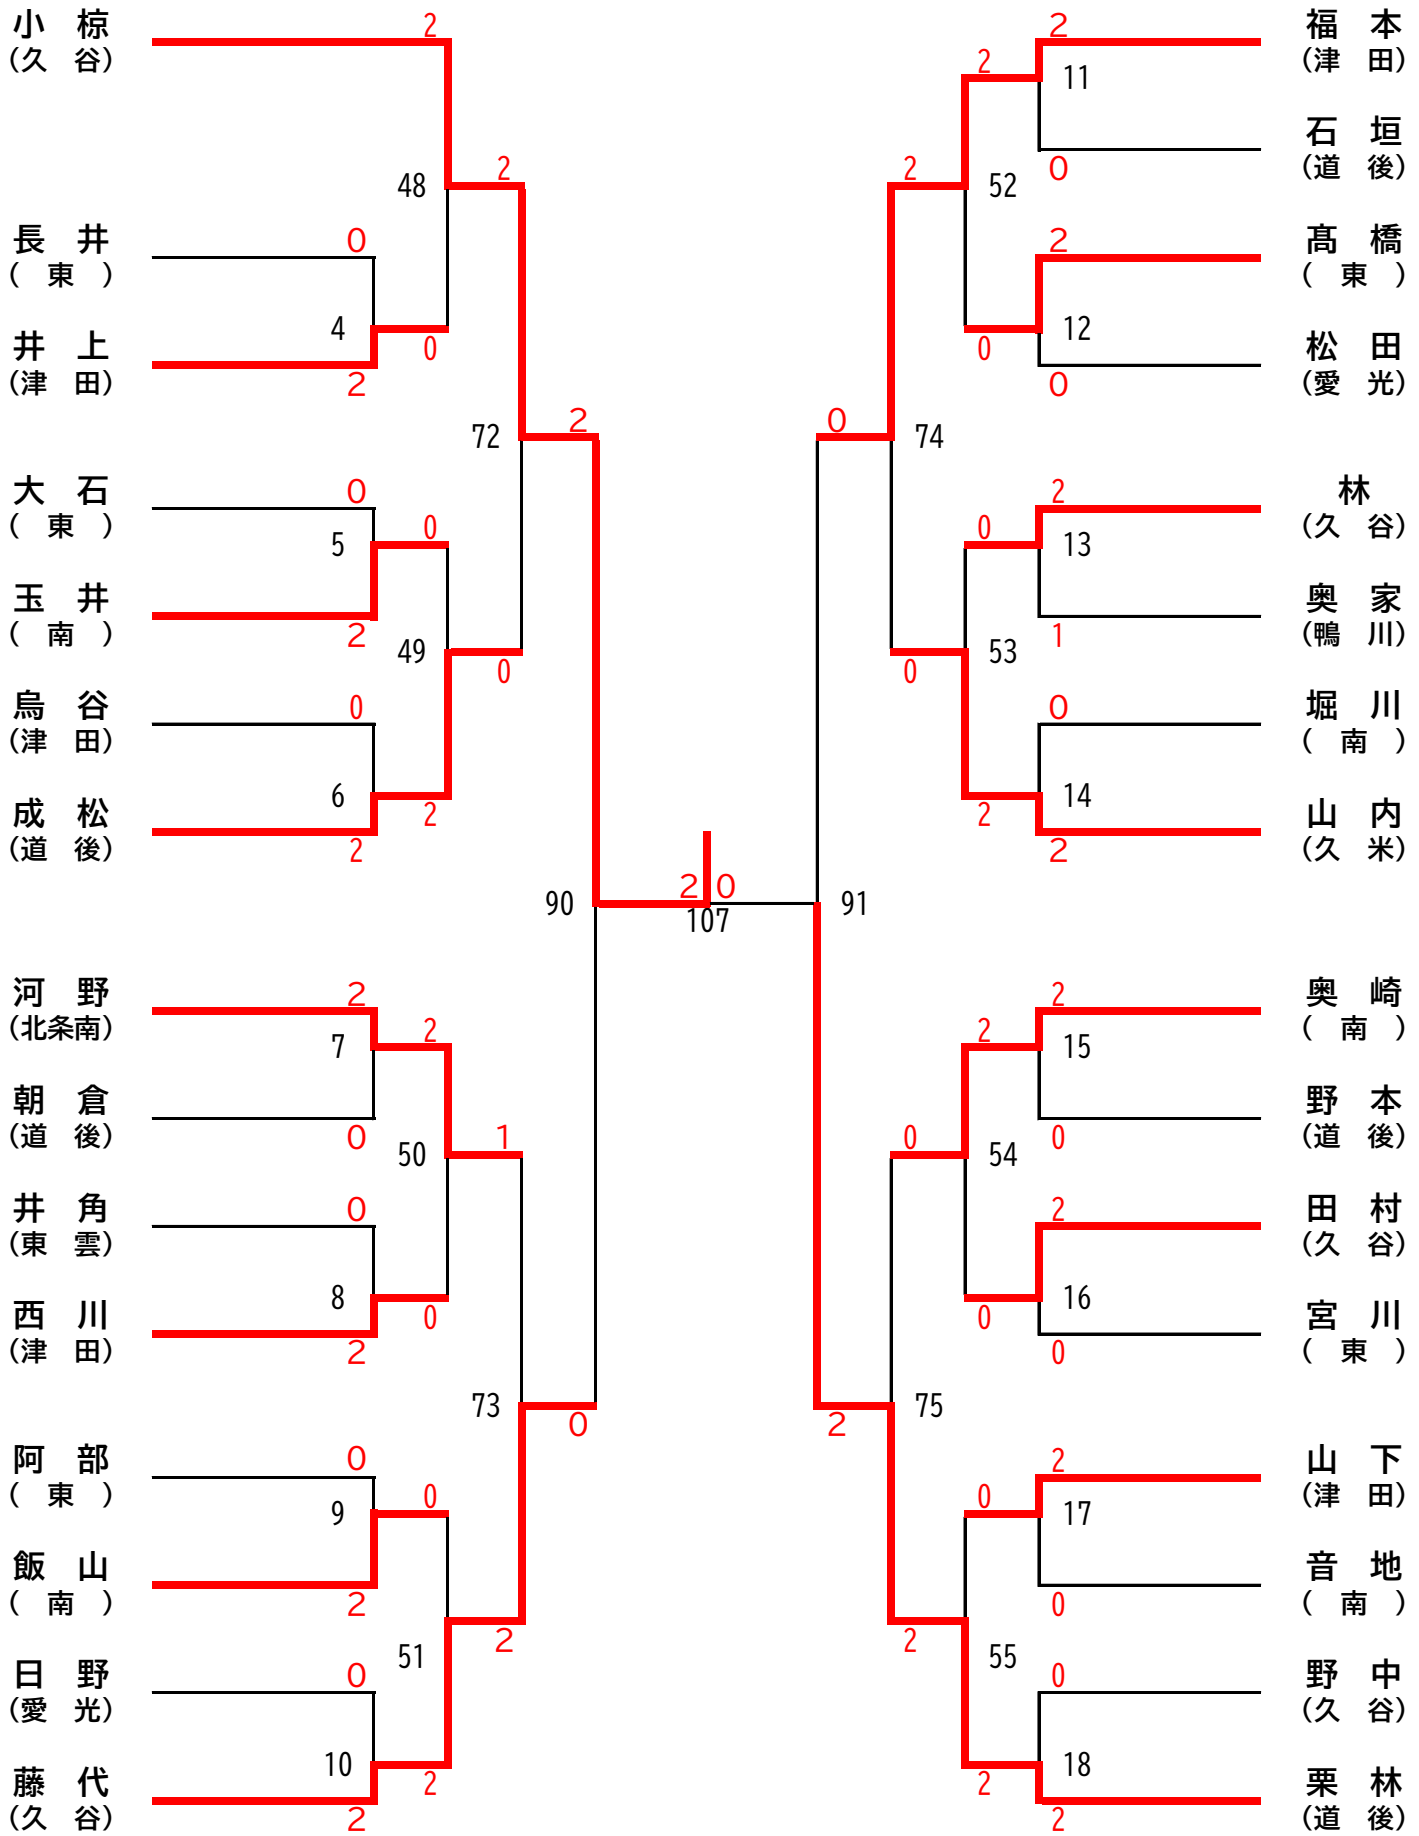 小　椋
(久　谷)
長　井
(　東　)
井　上
(津　田)
大　石
(　東　)
玉　井
(　南　)
烏　谷
(津　田)
成　松
(道　後)
河　野
(北条南)
朝　倉
(道　後)
井　角
(東　雲)
西　川
(津　田)
阿　部
(　東　)
飯　山
(　南　)
日　野
(愛　光)
藤　代
(久　谷)
2
0
4
2
0
5
2
0
6
2
2
7
0
0
8
2
0
9
2
0
10
2
48
0
0
49
2
2
50
0
0
51
2
2
72
0
1
73
2
2
90
0
2 0
107
0
91
2
2
74
0
0
75
2
2
52
0
0
53
2
2
54
0
0
55
2
2
11
0
2
12
0
2
13
1
0
14
2
2
15
0
2
16
0
2
17
0
0
18
2
福　本
(津　田)
石　垣
(道　後)
髙　橋
(　東　)
松　田
(愛　光)
林
(久　谷)
奥　家
(鴨　川)
堀　川
(　南　)
山　内
(久　米)
奥　崎
(　南　)
野　本
(道　後)
田　村
(久　谷)
宮　川
(　東　)
山　下
(津　田)
音　地
(　南　)
野　中
(久　谷)
栗　林
(道　後)